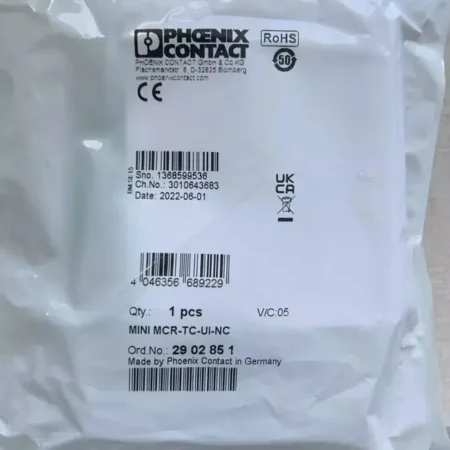 PHOENIX
CONTACT
RoHS
50
PHOENIX CONTACT GmbH & Co.KG
Flachsmarktstr. 8, D-32825 Blomberg
www.phoenixcontact.com
CE
Sno. 1368599536
Ch.No.: 3010643683
Date: 2022-06-01
UK
CA
4 046356 689229
Qty.: 1 pcs V/C:05
MINI MCR-TC-UI-NC
Ord.No.: 29 02 85 1
Made by Phoenix Contact in Germany